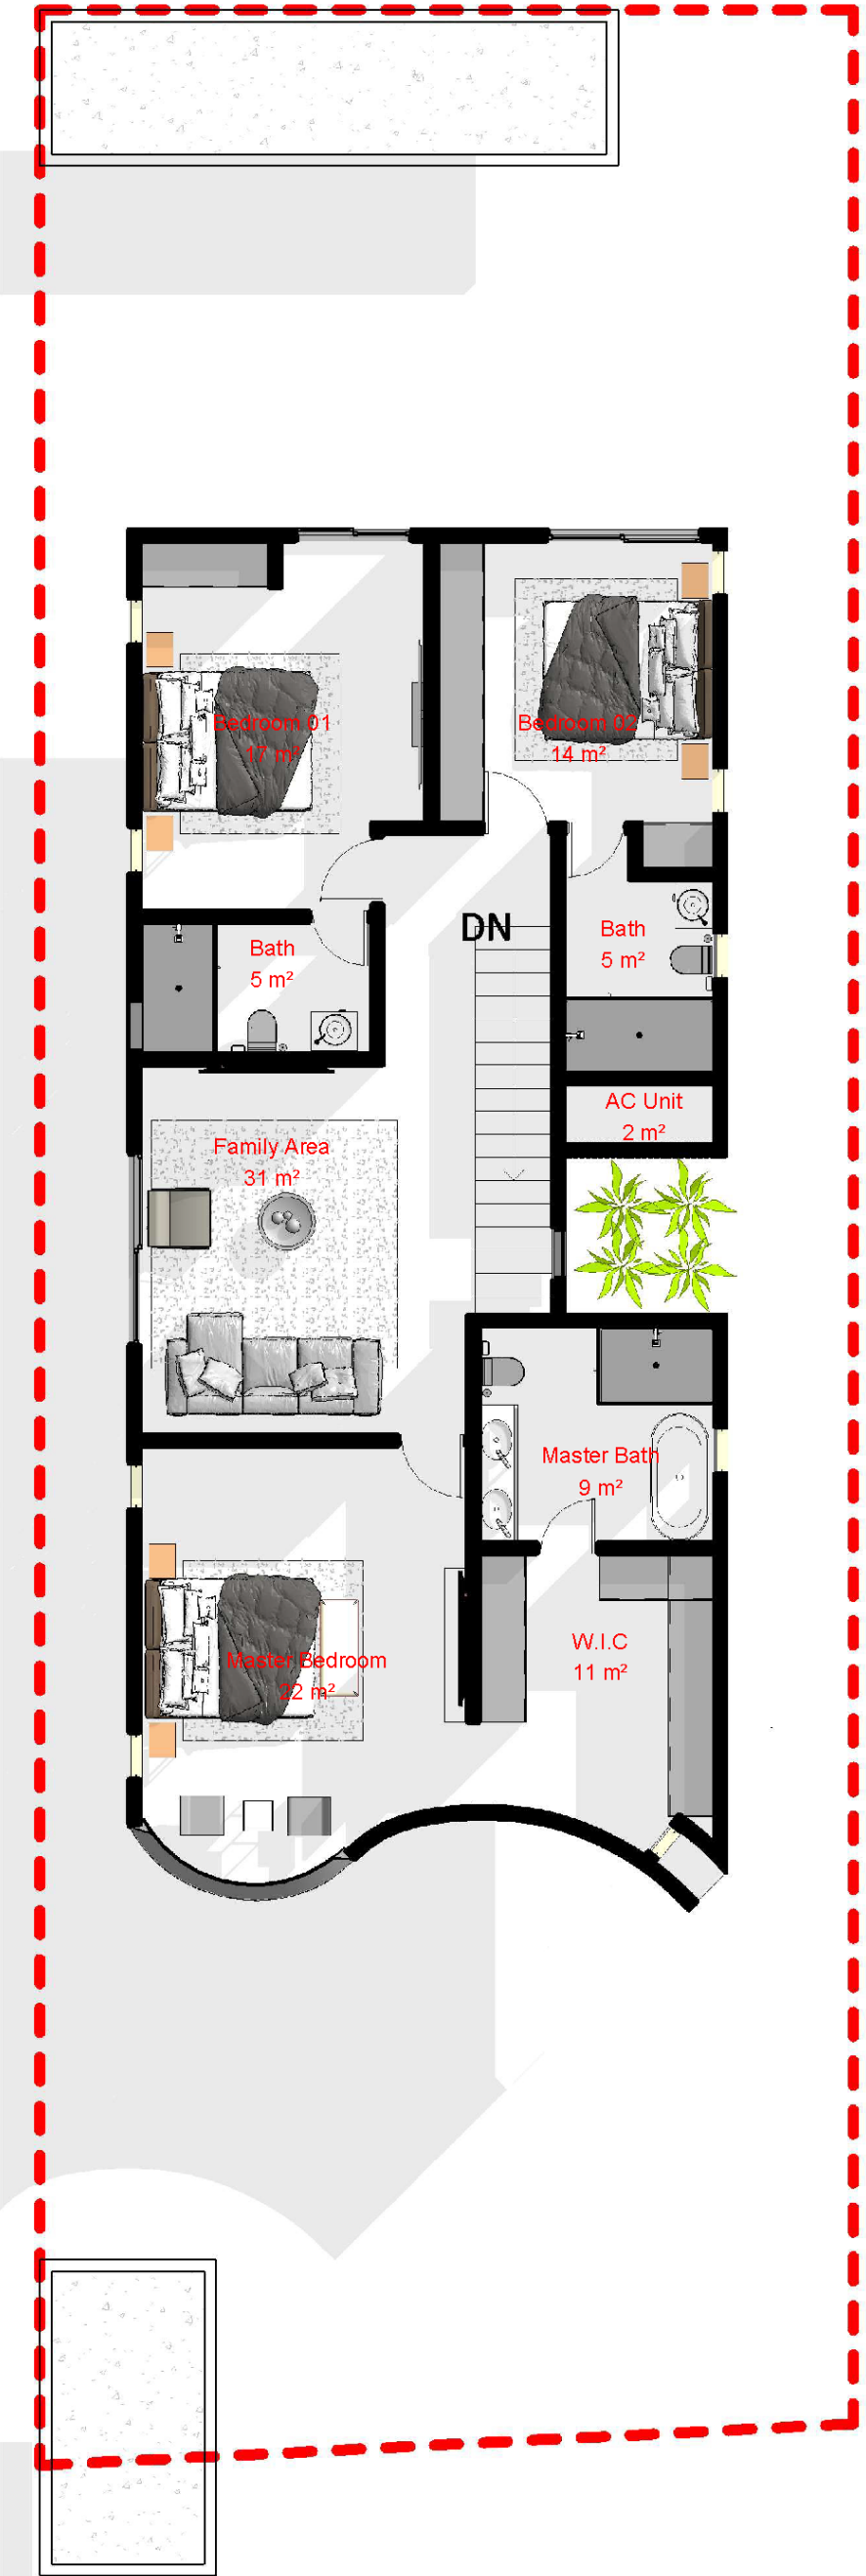 Bedroom 01
17 m²
Bedroom 02
14 m²
DN
Bath
5 m²
Bath
5 m²
AC Unit
2 m²
Family Area
31 m²
Master Bath
9 m²
W.I.C
11 m²
Master Bedroom
22 m²